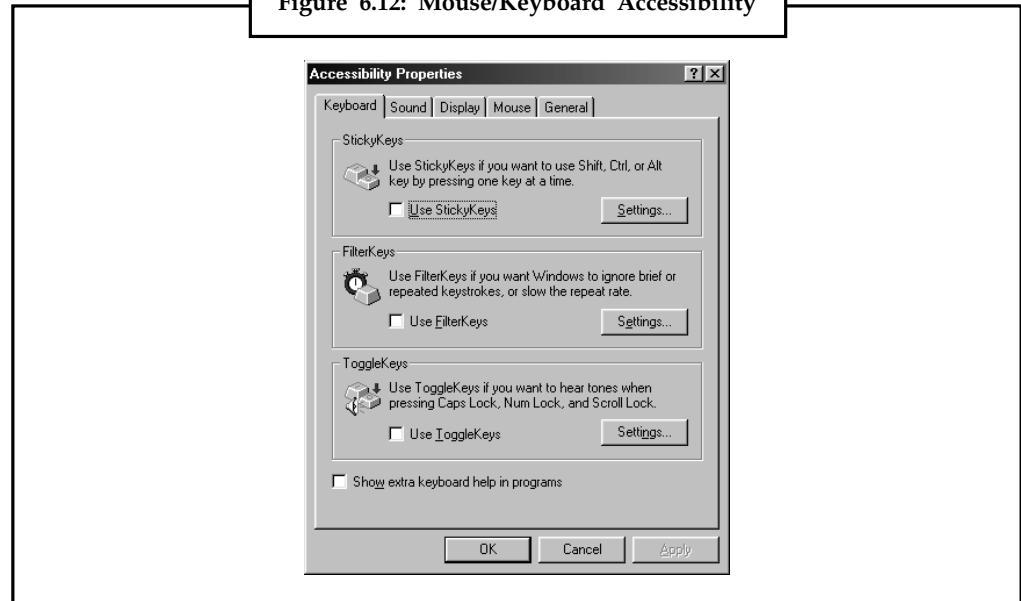 Figure 6.12: Mouse/Keyboard Accessibility
Accessibility Properties
Keyboard Sound Display Mouse General
StickyKeys
Use StickyKeys if you want to use Shift, Ctrl, or Alt
key by pressing one key at a time.
Use StickyKeys Settings...
FilterKeys
Use FilterKeys if you want Windows to ignore brief or
repeated keystrokes, or slow the repeat rate.
Use FilterKeys Settings...
ToggleKeys
Use ToggleKeys if you want to hear tones when
pressing Caps Lock, Num Lock, and Scroll Lock.
Use ToggleKeys Settings...
Show extra keyboard help in programs
OK Cancel Apply